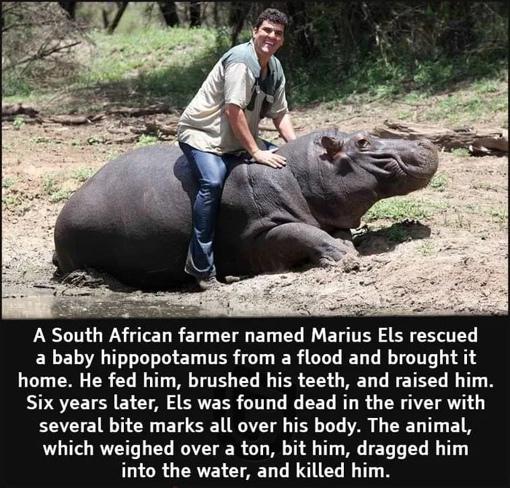 A South African farmer named Marius Els rescued
a baby hippopotamus from a flood and brought it
home. He fed him, brushed his teeth, and raised him.
Six years later, Els was found dead in the river with
several bite marks all over his body. The animal,
which weighed over a ton, bit him, dragged him
into the water, and killed him.